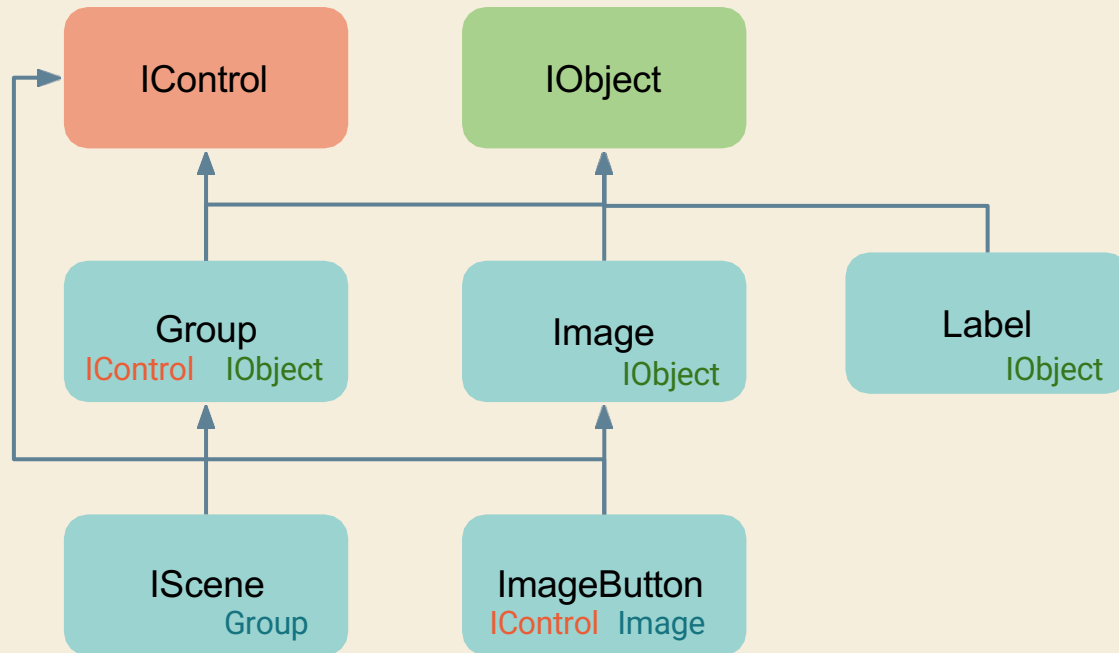 IControl
IObject
Group
IControl IObject
Image
IObject
Label
IObject
IScene
Group
ImageButton
IControl Image